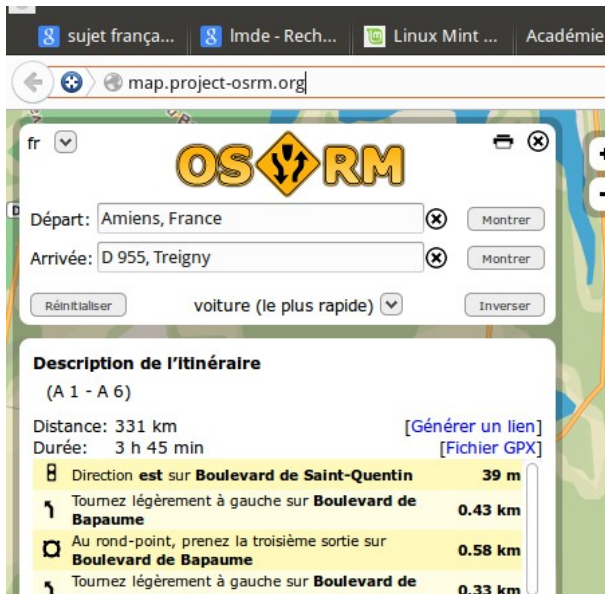 sujet frança... lmde - Rech... Linux Mint ... Académie
map.project-osrm.org
fr
OSRM
Départ: Amiens, France Montrer
D
Arrivée: D 955, Treigny Montrer
Réinitialiser voiture (le plus rapide) Inverser
Description de l'itinéraire
(A 1 - A 6)
Distance: 331 km [Générer un lien]
Durée: 3 h 45 min [Fichier GPX]
Direction est sur Boulevard de Saint-Quentin 39 m
Tournez légèrement à gauche sur Boulevard de
Bapaume 0.43 km
Au rond-point, prenez la troisième sortie sur
Boulevard de Bapaume 0.58 km
Tournez légèrement à gauche sur Boulevard de
0.33 km